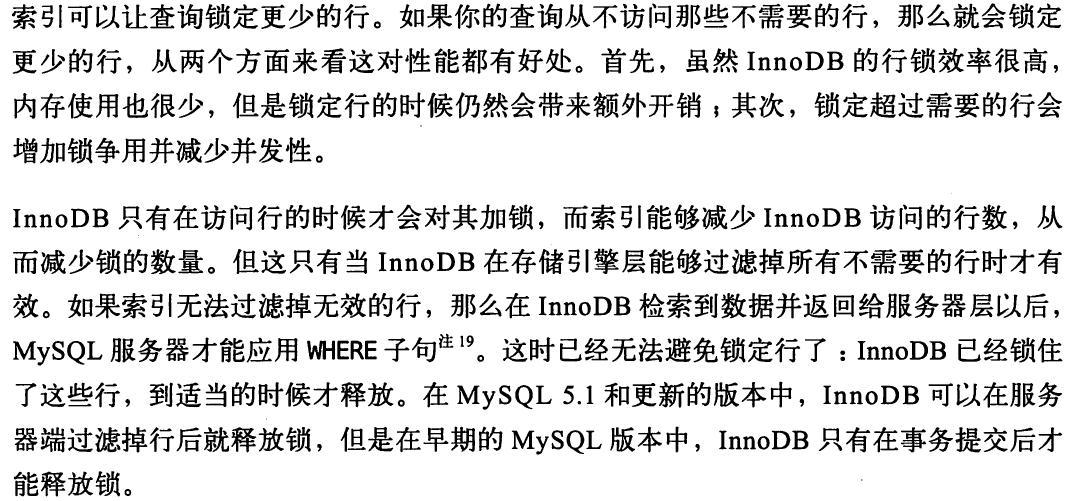 索引可以让查询锁定更少的行。如果你的查询从不访问那些不需要的行，那么就会锁定
更少的行，从两个方面来看这对性能都有好处。首先，虽然 InnoDB 的行锁效率很高，
内存使用也很少，但是锁定行的时候仍然会带来额外开销；其次，锁定超过需要的行会
增加锁争用并减少并发性。
InnoDB 只有在访问行的时候才会对其加锁，而索引能够减少 InnoDB 访问的行数，从
而减少锁的数量。但这只有当 InnoDB 在存储引擎层能够过滤掉所有不需要的行时才有
效。如果索引无法过滤掉无效的行，那么在 InnoDB 检索到数据并返回给服务器层以后，
MySQL 服务器才能应用 WHERE 子句注 19。这时已经无法避免锁定行了：InnoDB 已经锁住
了这些行，到适当的时候才释放。在 MySQL 5.1 和更新的版本中，InnoDB 可以在服务
器端过滤掉行后就释放锁，但是在早期的 MySQL 版本中，InnoDB 只有在事务提交后才
能释放锁。